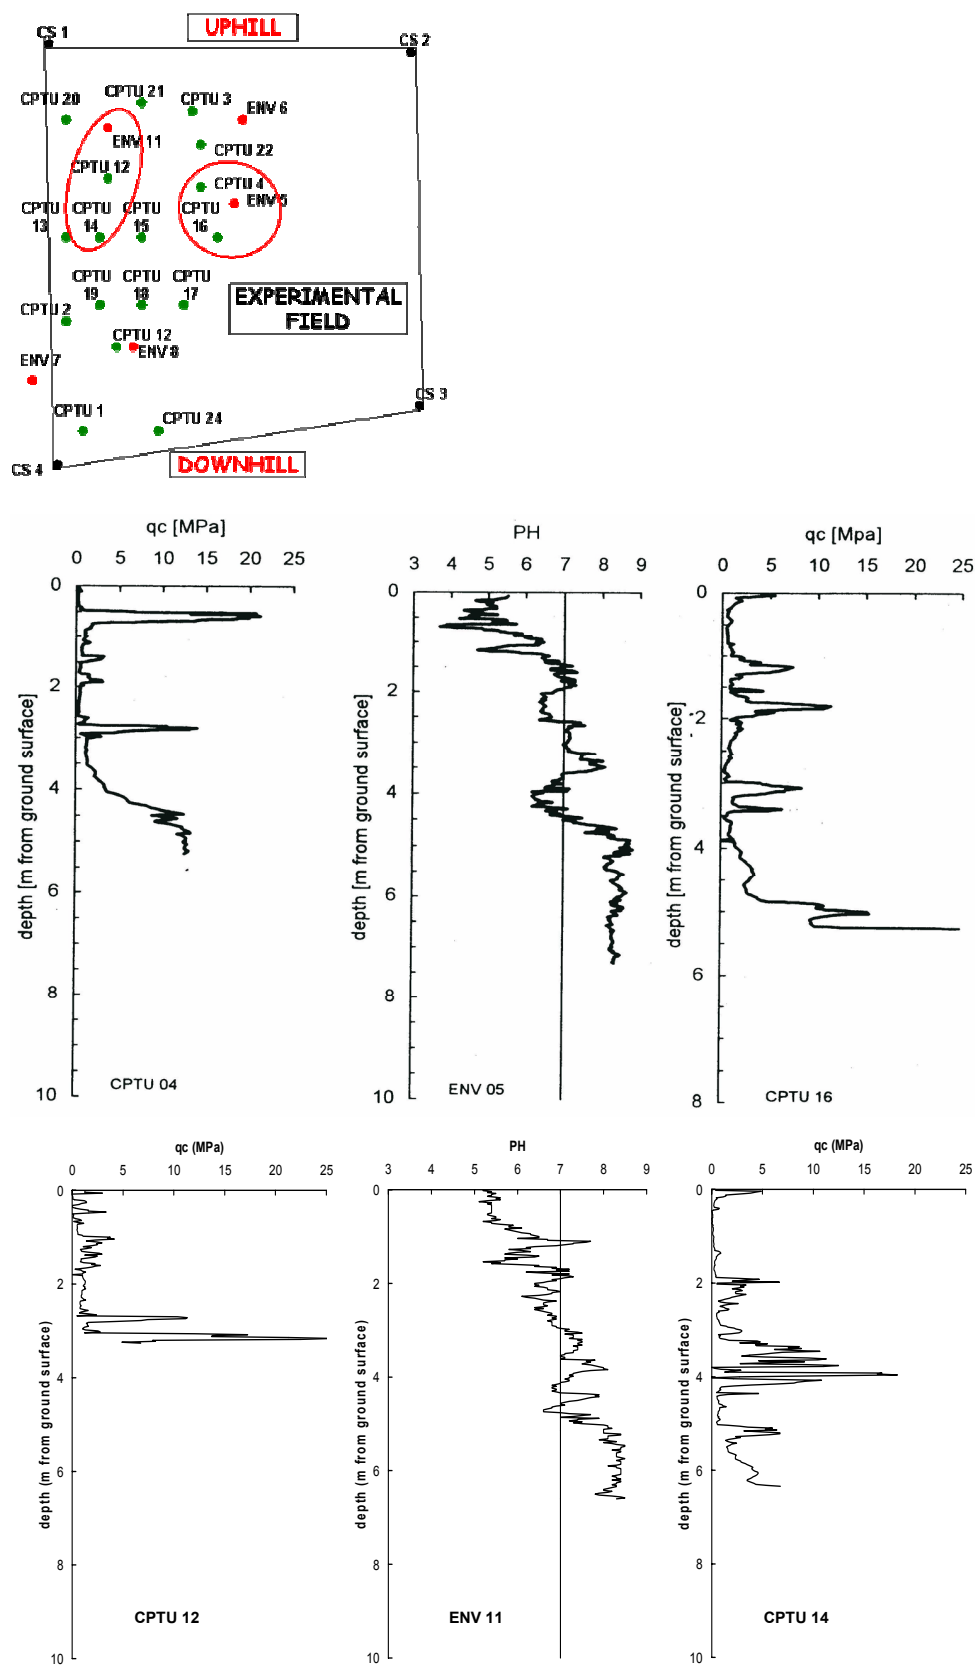 UPHILL
CS 1
CS 2
CPTU 21
CPTU 20
CPTU 3
ENV 6
ENV 11
CPTU 22
CPTU 12
CPTU 4
ENV 5
CPTU 13
CPTU 14
CPTU 15
CPTU 16
CPTU 19
CPTU 18
CPTU 17
EXPERIMENTAL
FIELD
CPTU 2
CPTU 12
ENV 8
ENV 7
CS 3
CPTU 1
CPTU 24
CS 4
DOWNHILL
qc [MPa]
0 5 10 15 20 25
0
2
4
6
8
10
depth [m from ground surface]
CPTU 04
PH
3 4 5 6 7 8 9
0
2
4
6
8
10
depth [m from ground surface]
ENV 05
qc [Mpa]
0 5 10 15 20 25
0
2
4
6
8
depth [m from ground surface]
CPTU 16
qc (MPa)
0 5 10 15 20 25
0
2
4
6
8
10
depth (m from ground surface)
CPTU 12
PH
3 4 5 6 7 8 9
0
2
4
6
8
10
depth (m from ground surface)
ENV 11
qc (MPa)
0 5 10 15 20 25
0
2
4
6
8
10
depth (m from ground surface)
CPTU 14